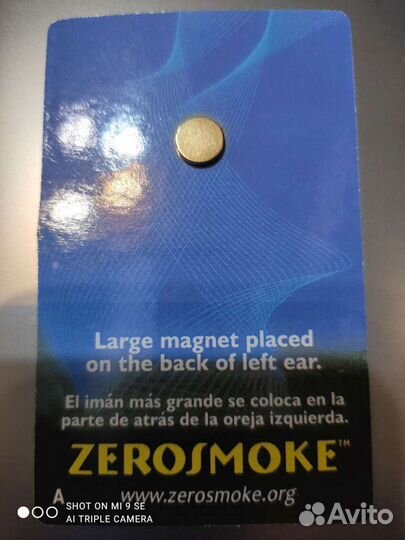 Large magnet placed
on the back of left ear.
El imán más grande se coloca en la
parte de atrás de la oreja izquierda.
ZEROSMOKE™
A www.zerosmoke.org
SHOT ON MI 9 SE
AI TRIPLE CAMERA
Avito